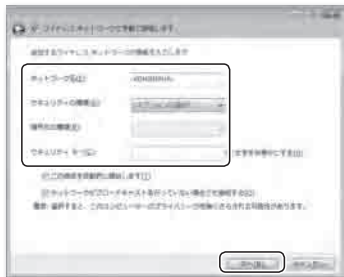 ワイヤレス ネットワークに手動で接続します
追加するワイヤレス ネットワークの情報を入力します
ネットワーク名(E):
セキュリティの種類(S):
[オプションの選択]
暗号化の種類(R):
セキュリティ キー(C):
文字を非表示にする(H)
この接続を自動的に開始します(T)
ネットワークがブロードキャストを行っていない場合でも接続する(O)
警告: 選択すると、このコンピューターのプライバシーが危険にさらされる可能性があります。
次へ(N)
キャンセル